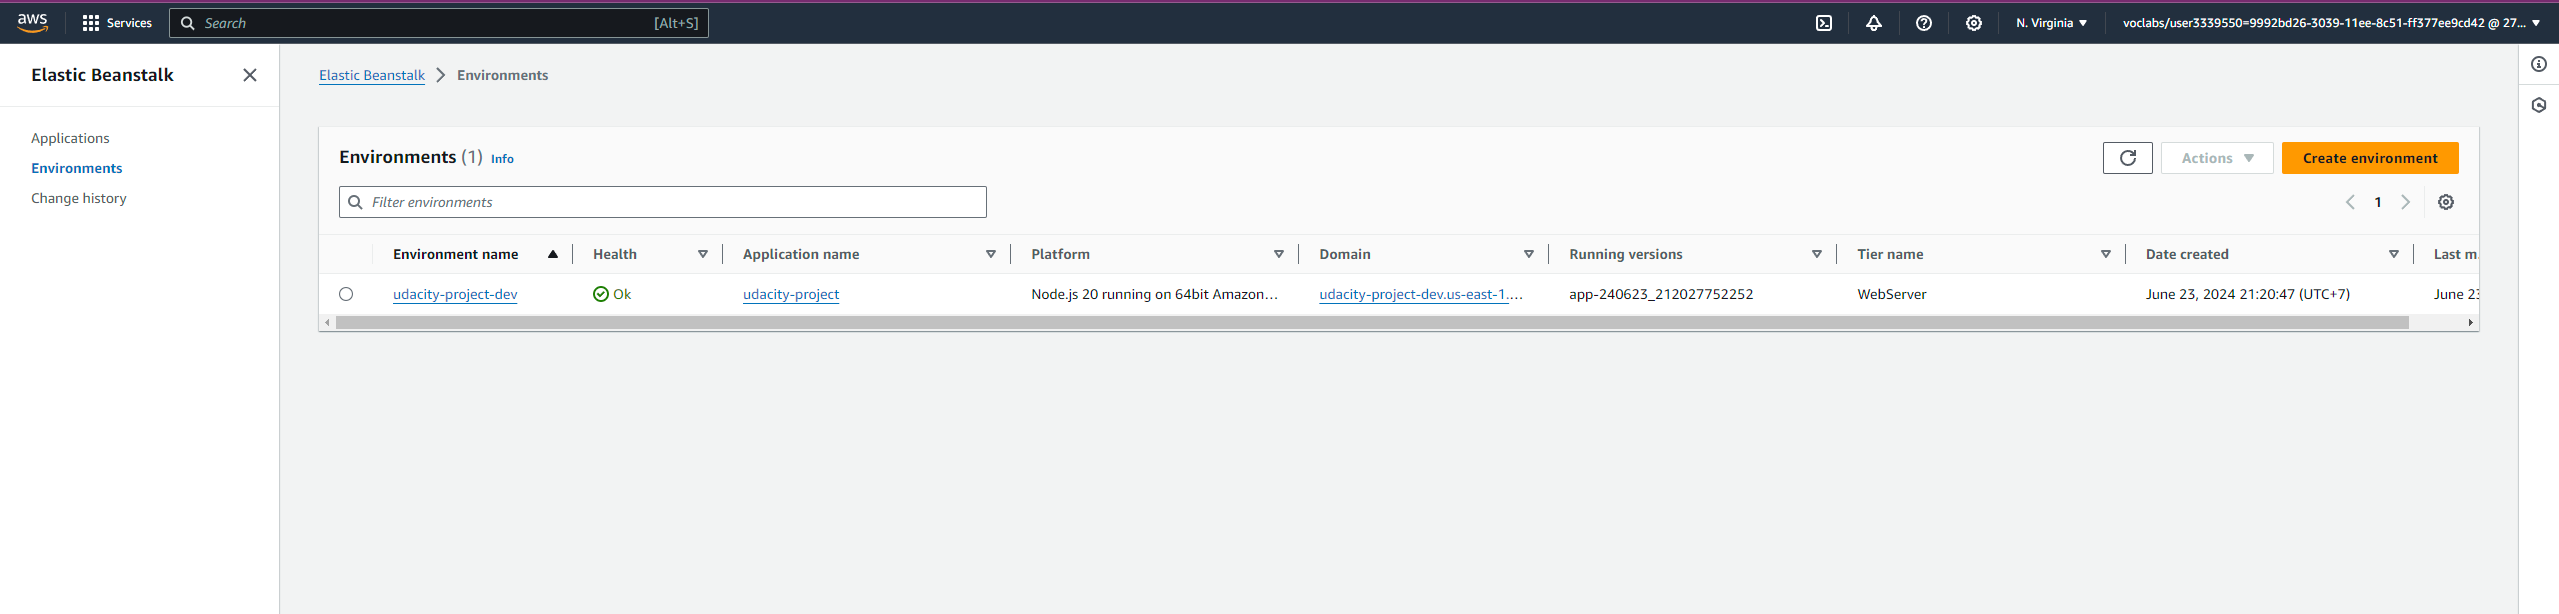 aws Services Search [Alt+S] N. Virginia voclabs/user3339550=9992bd26-3039-11ee-8c51-ff377ee9cd42 @ 27...
Elastic Beanstalk
Applications
Environments
Change history
Elastic Beanstalk Environments
Environments (1) Info
Actions Create environment
Filter environments
1
Environment name Health Application name Platform Domain Running versions Tier name Date created Last m.
udacity-project-dev Ok udacity-project Node.js 20 running on 64bit Amazon... udacity-project-dev.us-east-1.... app-240623_212027752252 WebServer June 23, 2024 21:20:47 (UTC+7) June 23